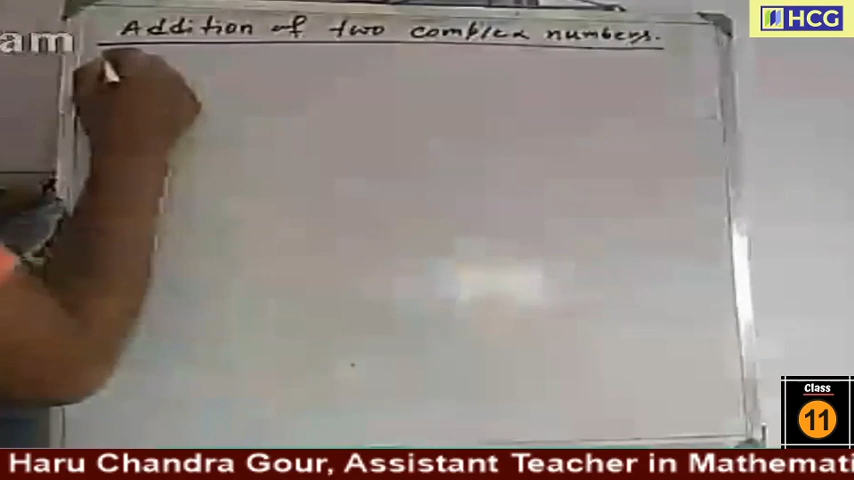 Addition of two complex numbers.
am
HCG
Class
11
Haru Chandra Gour, Assistant Teacher in Mathemati